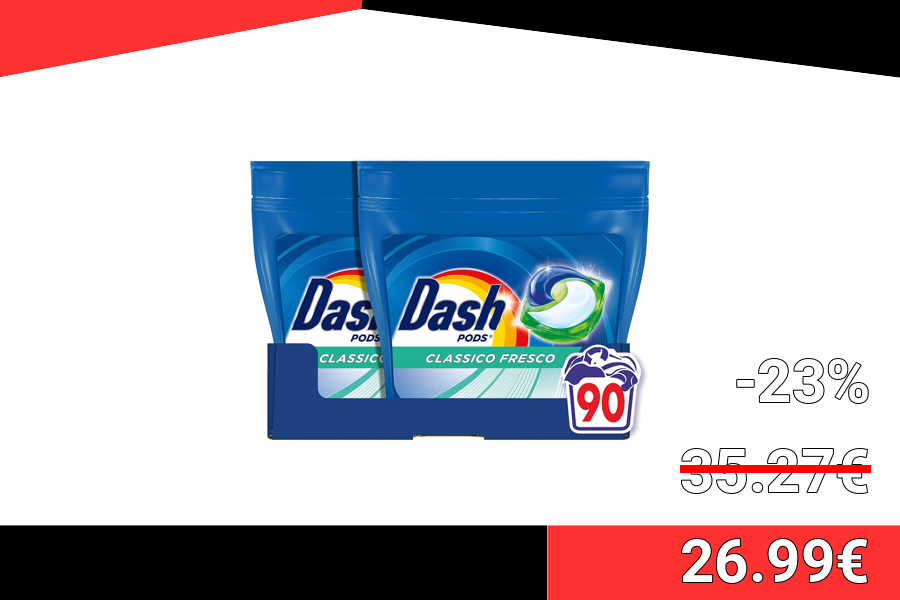 Dash
PODS
CLASSICO
Dash
PODS®
CLASSICO FRESCO
90
-23%
35.27€
26.99€